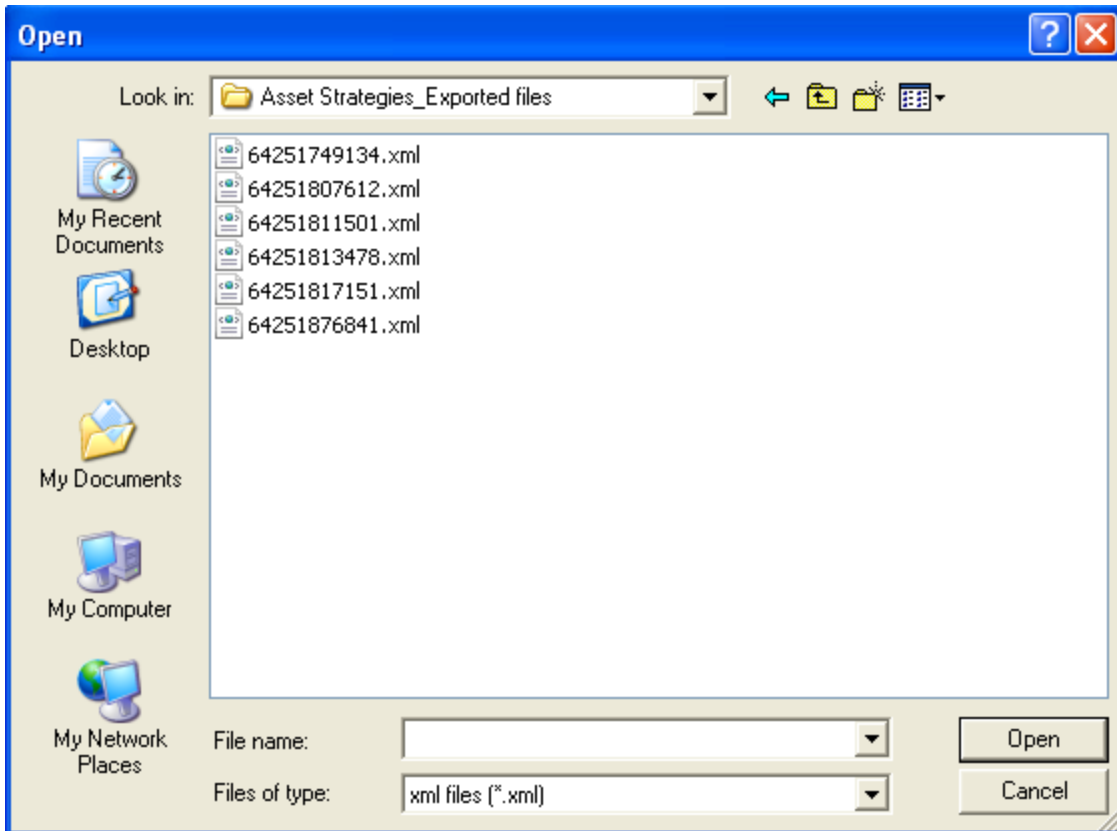 Open
Look in: Asset Strategies_Exported files
My Recent
Documents
Desktop
My Documents
My Computer
My Network
Places
64251749134.xml
64251807612.xml
64251811501.xml
64251813478.xml
64251817151.xml
64251876841.xml
File name:
Open
Files of type: xml files (*.xml)
Cancel